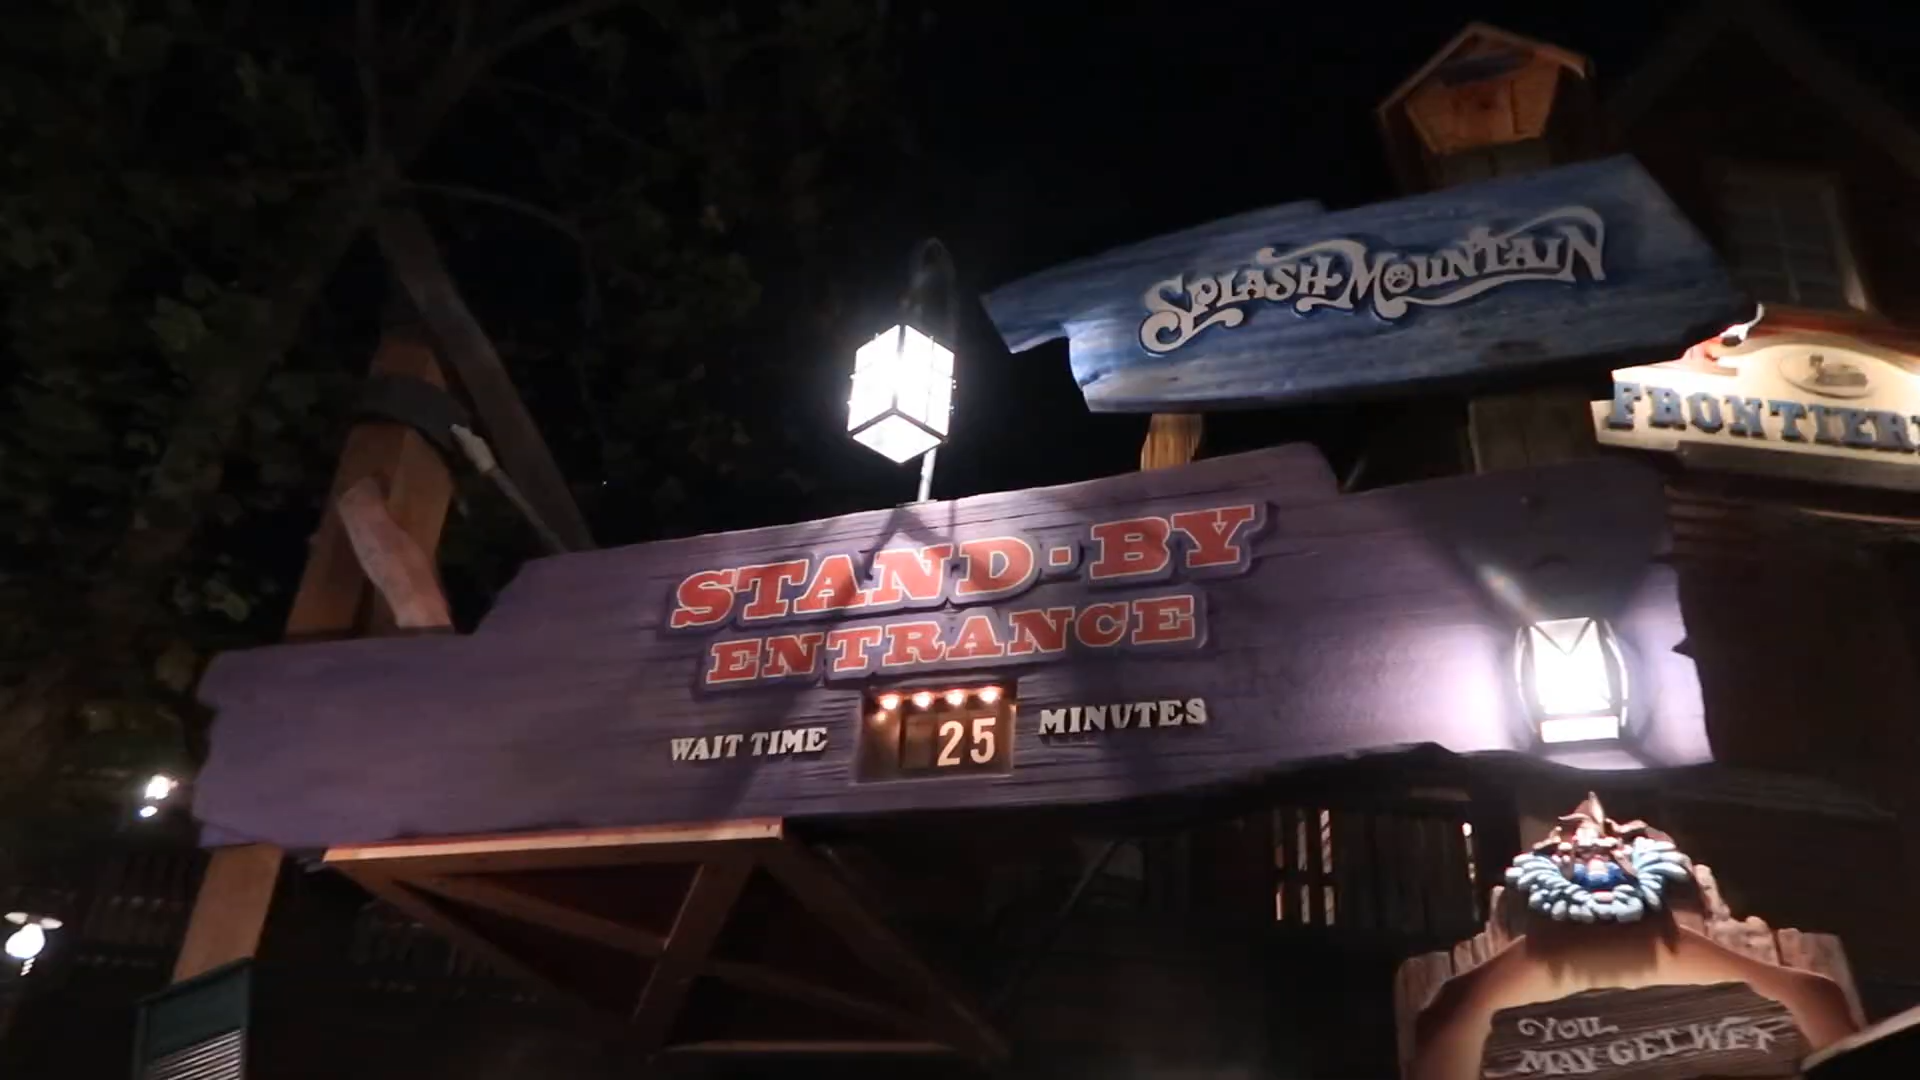 SPLASH MOUNTAIN
FRONTIER
STAND-BY
ENTRANCE
WAIT TIME 25 MINUTES
YOU
MAY GET WET